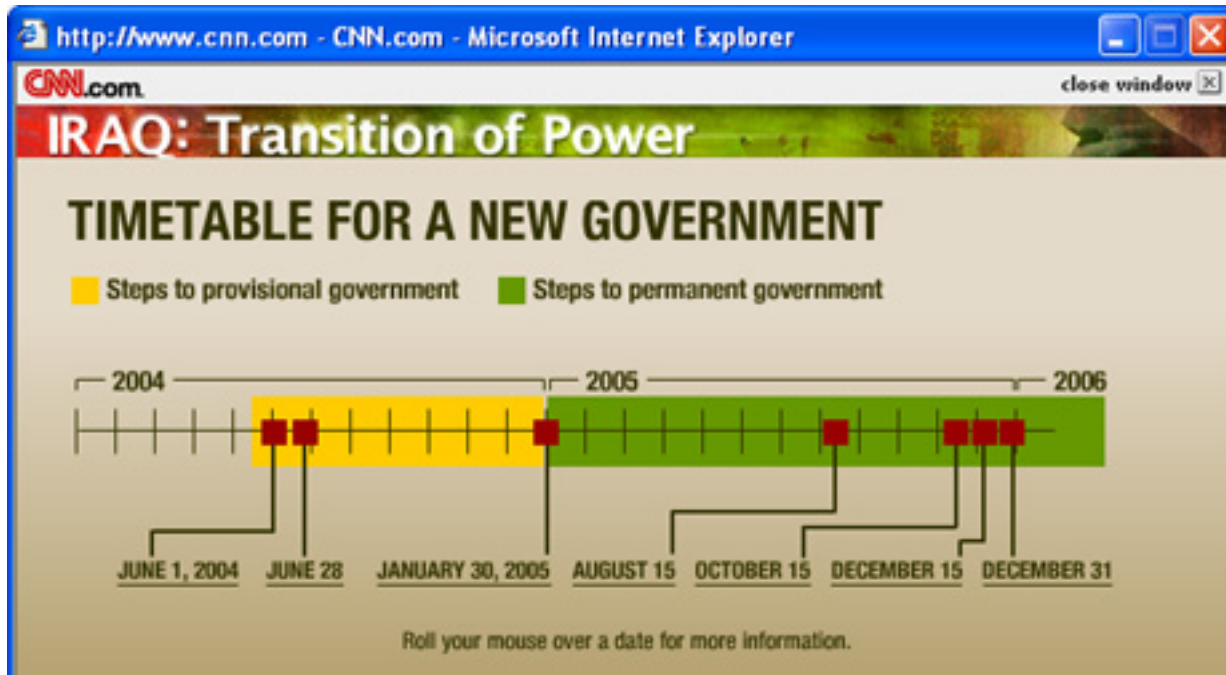 http://www.cnn.com - CNN.com - Microsoft Internet Explorer
CNN.com
close window
IRAQ: Transition of Power
TIMETABLE FOR A NEW GOVERNMENT
Steps to provisional government
Steps to permanent government
2004
2005
2006
JUNE 1, 2004
JUNE 28
JANUARY 30, 2005
AUGUST 15
OCTOBER 15
DECEMBER 15
DECEMBER 31
Roll your mouse over a date for more information.